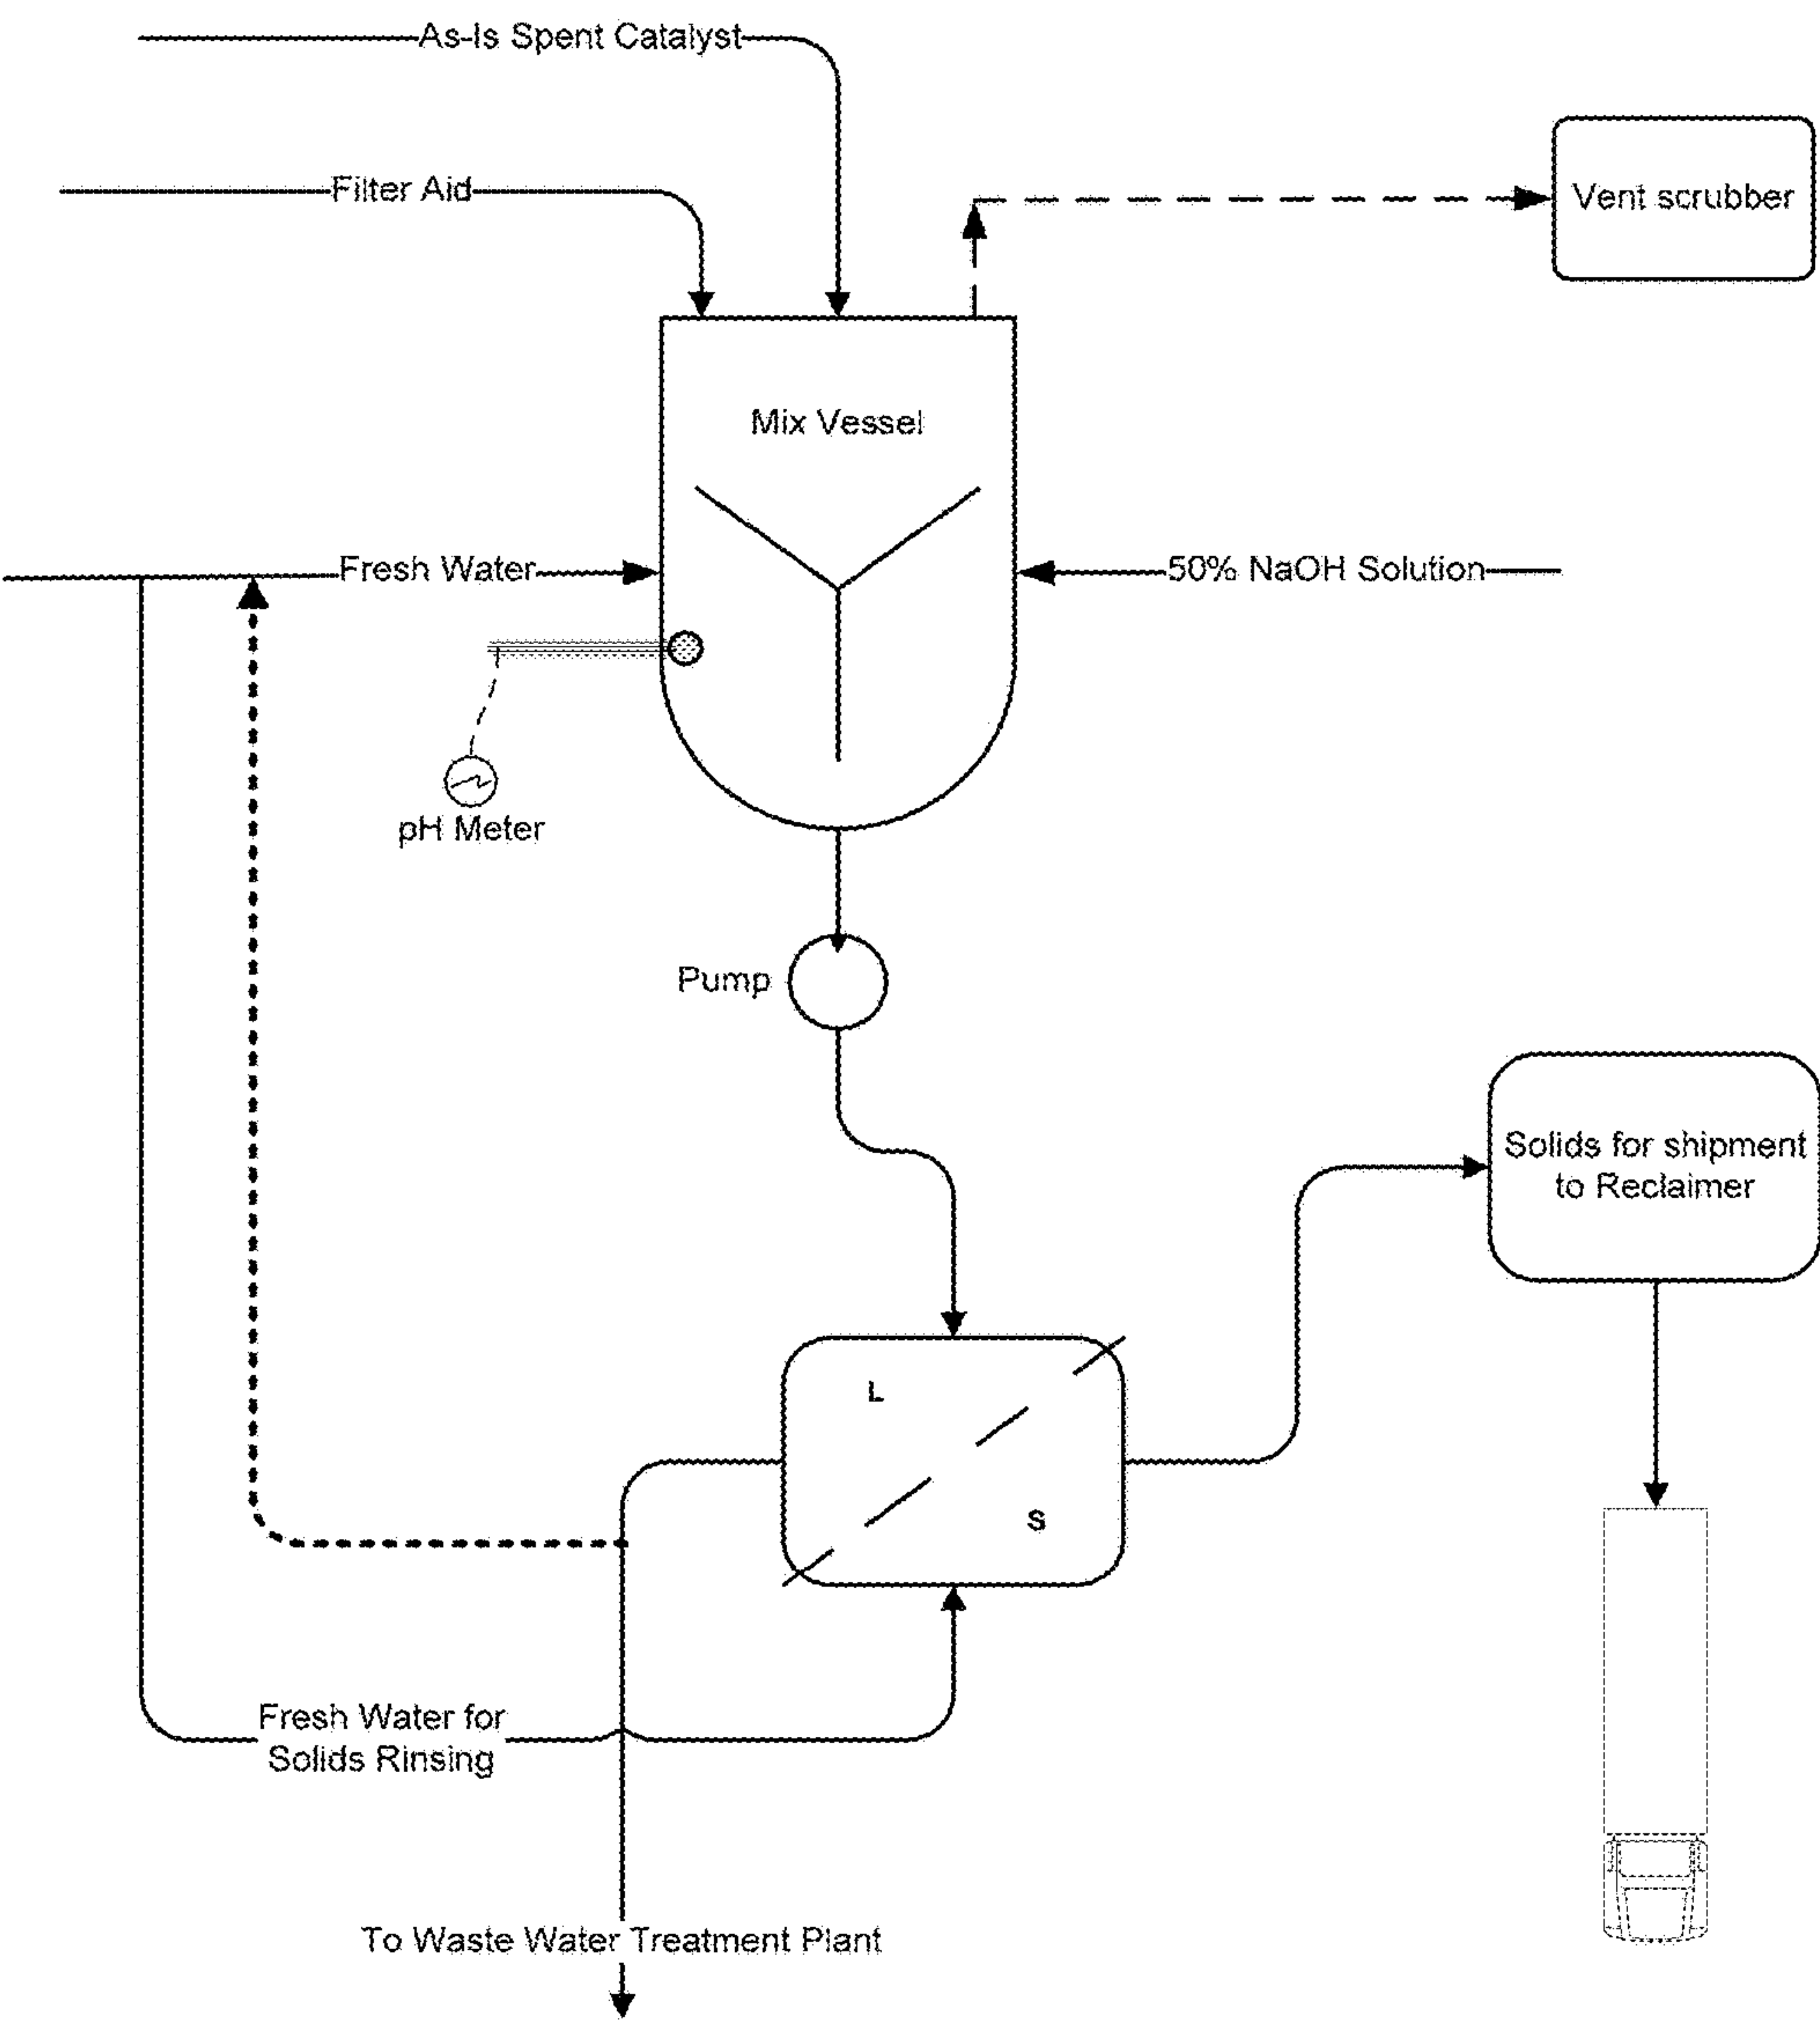 As-Is Spent Catalyst
Filter Aid
Vent scrubber
Mix Vessel
Fresh Water
50% NaOH Solution
pH Meter
Pump
Solids for shipment
to Reclaimer
L
S
Fresh Water for
Solids Rinsing
To Waste Water Treatment Plant